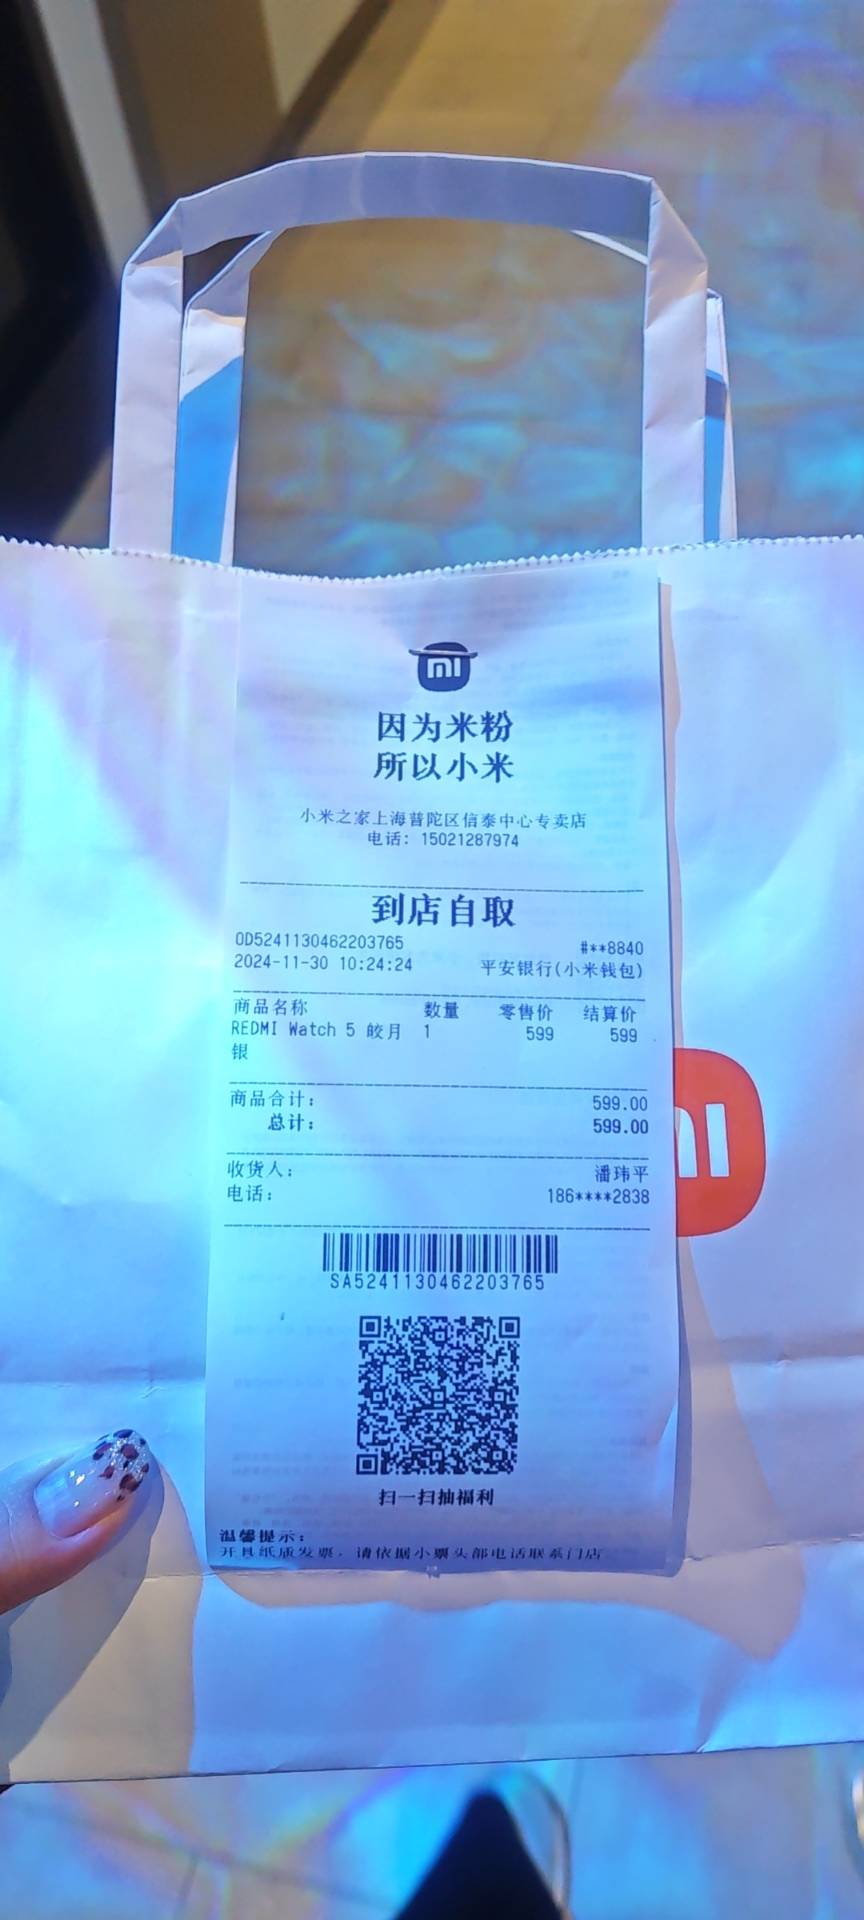 mi
因为米粉
所以小米
小米之家上海普陀区信泰中心专卖店
电话: 15021287974
到店自取
OD5241130462203765 #**8840
2024-11-30 10:24:24 平安银行(小米钱包)
商品名称 数量 零售价 结算价
REDMI Watch 5 皎月 1 599 599
银
商品合计: 599.00
总计: 599.00
收货人: 潘玮平
电话: 186****2838
SA5241130462203765
扫一扫抽福利
温馨提示:
开具纸质发票，请依据小票头部电话联系门店
mi